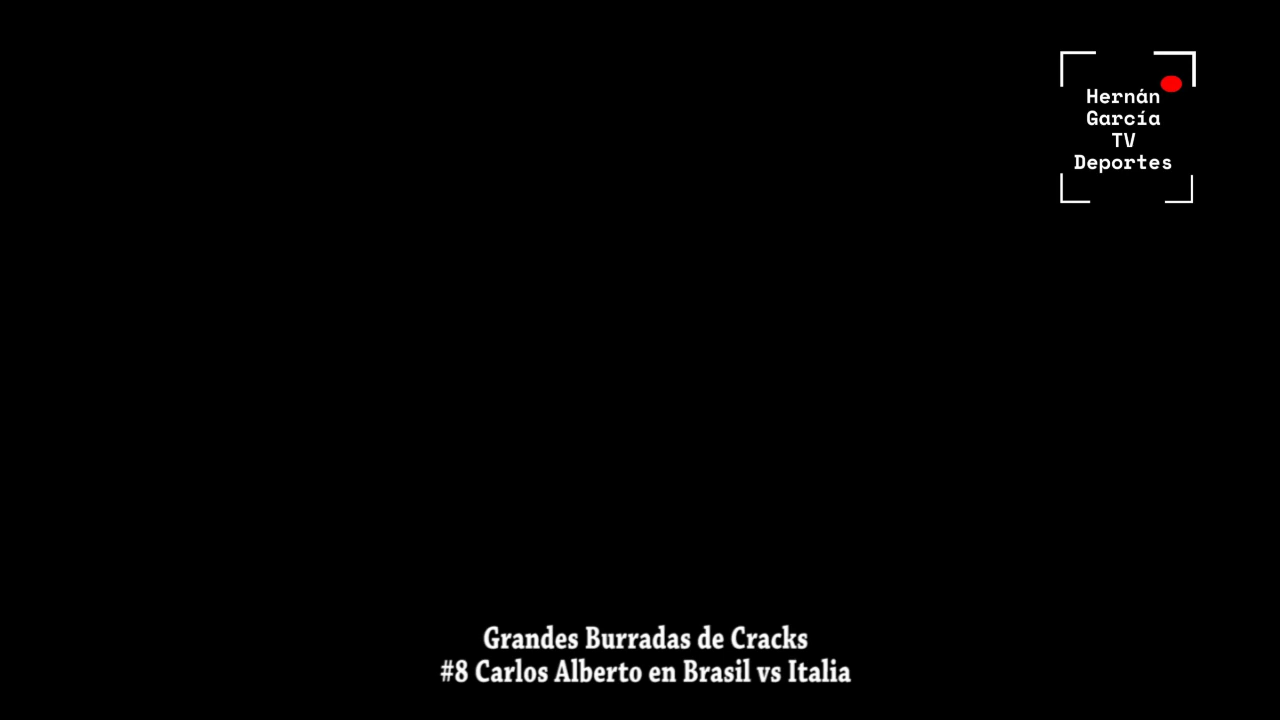 Hernán
García
TV
Deportes
Grandes Burradas de Cracks
#8 Carlos Alberto en Brasil vs Italia